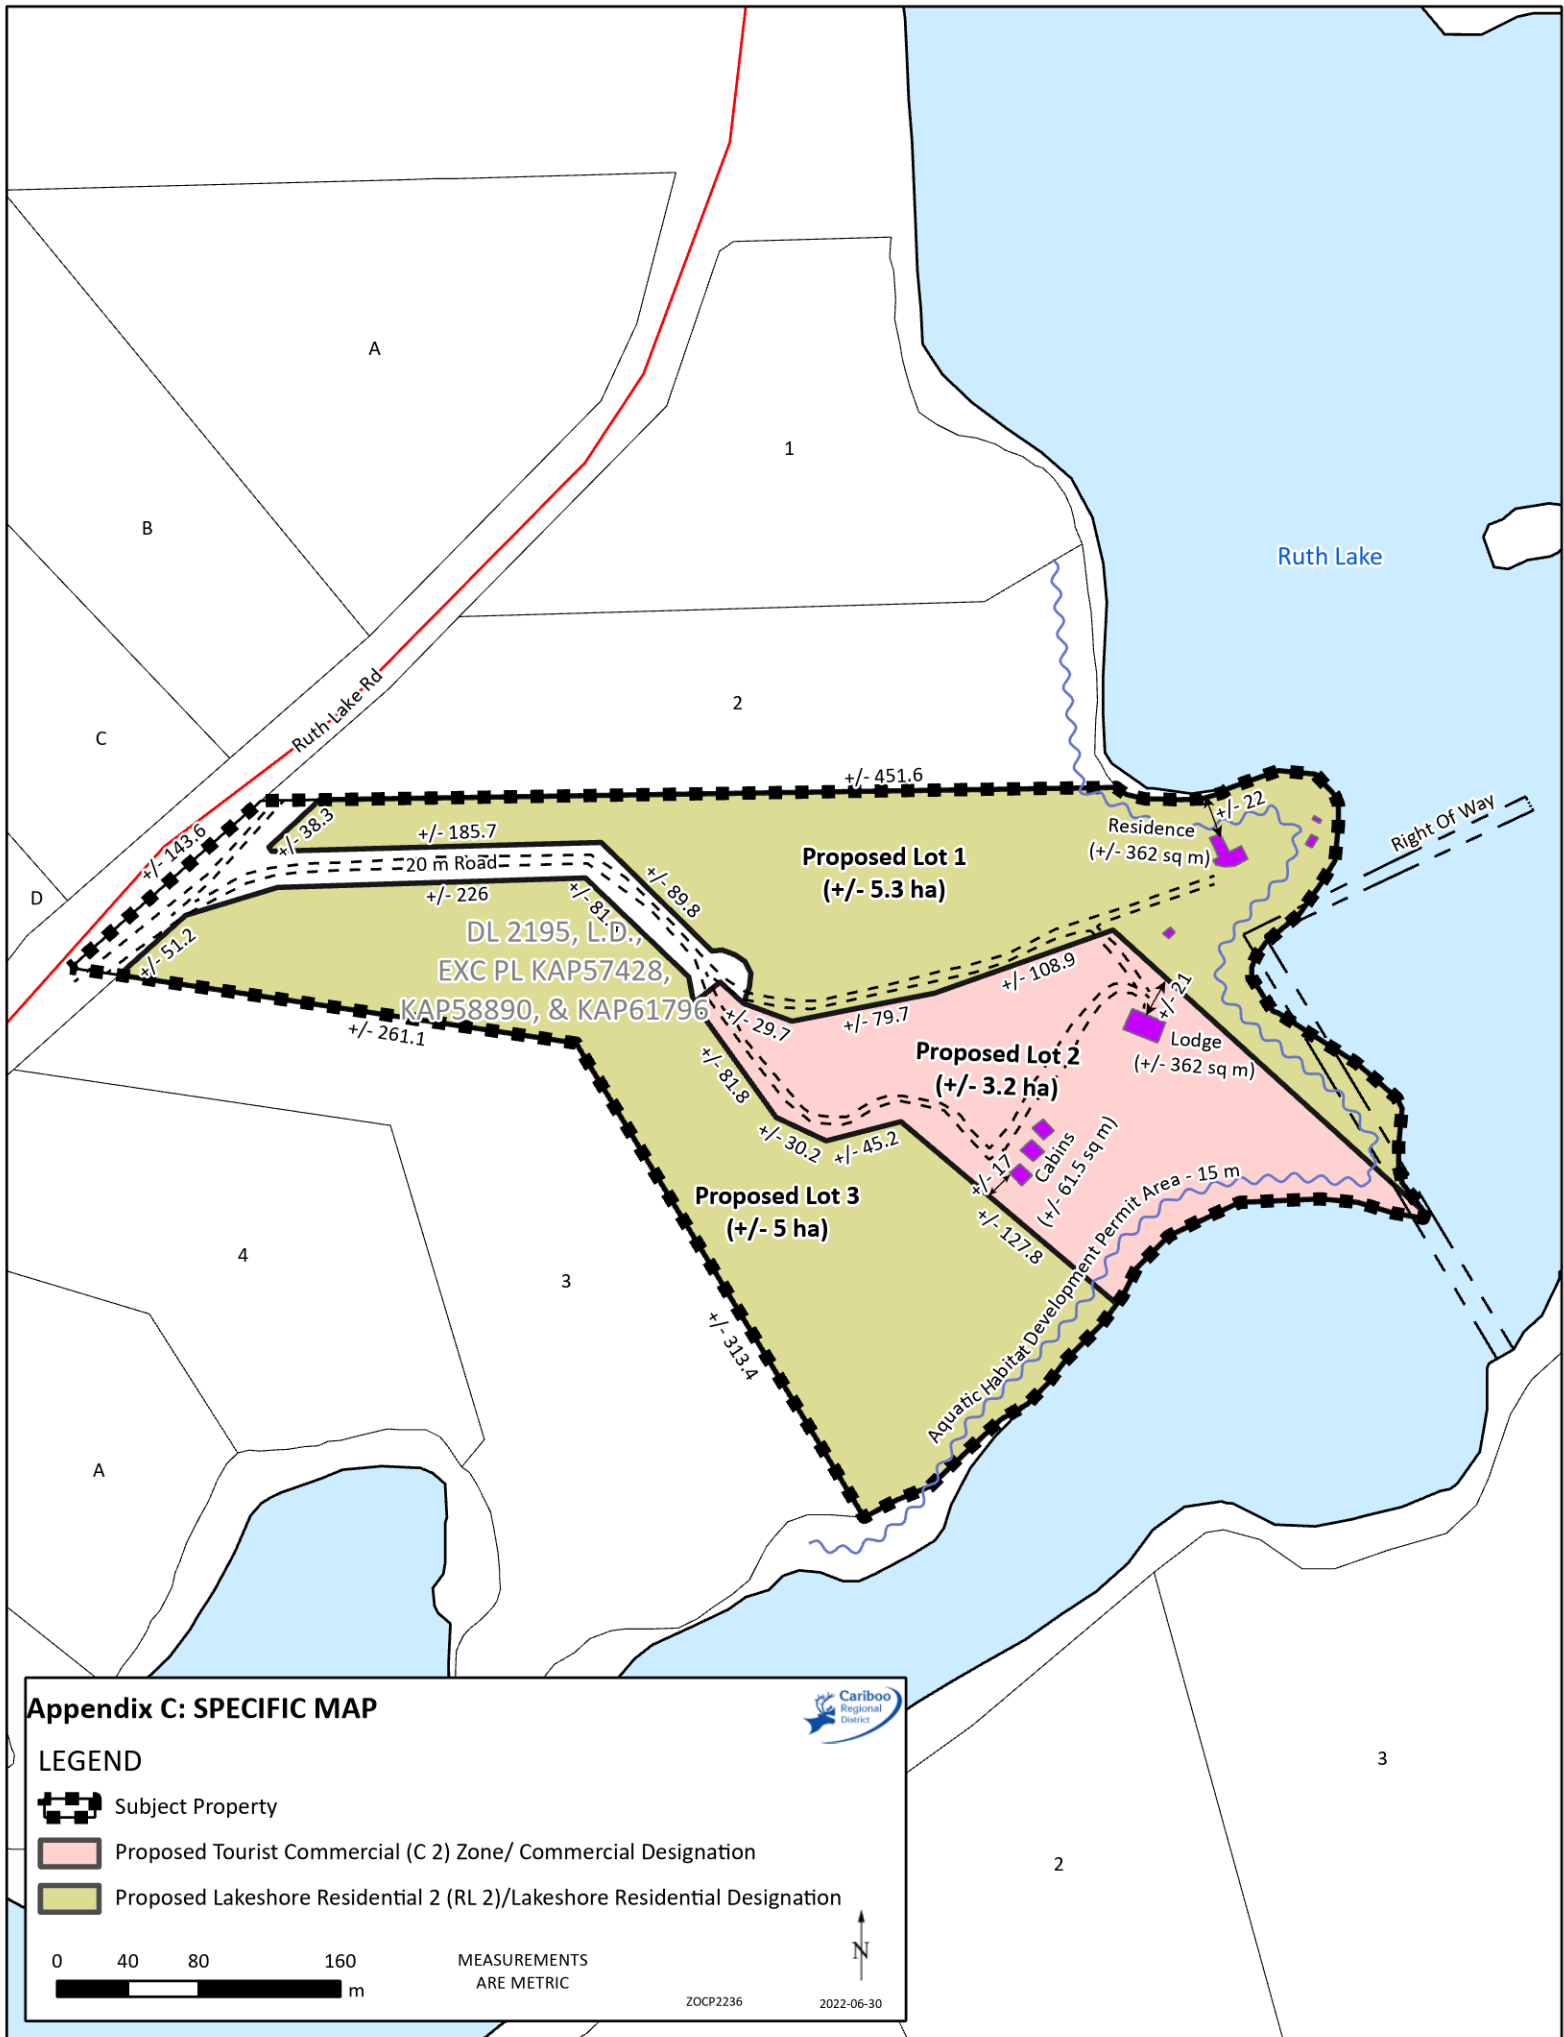 A
1
B
Ruth Lake
Ruth Lake Rd
2
C
+/- 451.6
+/- 143.6
+/- 38.3
+/- 185.7
20 m Road
+/- 226
+/- 89.8
+/- 22
Residence
(+/- 362 sq m)
Right Of Way
Proposed Lot 1
(+/- 5.3 ha)
D
+/- 51.2
DL 2195, L.D.,
EXC PL KAP57428,
KAP58890, & KAP61796
+/- 261.1
+/- 29.7
+/- 79.7
+/- 108.9
+/- 21
Lodge
(+/- 362 sq m)
Proposed Lot 2
(+/- 3.2 ha)
+/- 81.8
+/- 30.2
+/- 45.2
+/- 17
Cabins
(+/- 61.5 sq m)
+/- 127.8
Aquatic Habitat Development Permit Area - 15 m
Proposed Lot 3
(+/- 5 ha)
4
3
+/- 313.4
A
3
2
Appendix C: SPECIFIC MAP
Cariboo
Regional
District
LEGEND
Subject Property
Proposed Tourist Commercial (C 2) Zone/ Commercial Designation
Proposed Lakeshore Residential 2 (RL 2)/Lakeshore Residential Designation
0 40 80 160
m
MEASUREMENTS
ARE METRIC
N
ZOCP2236
2022-06-30